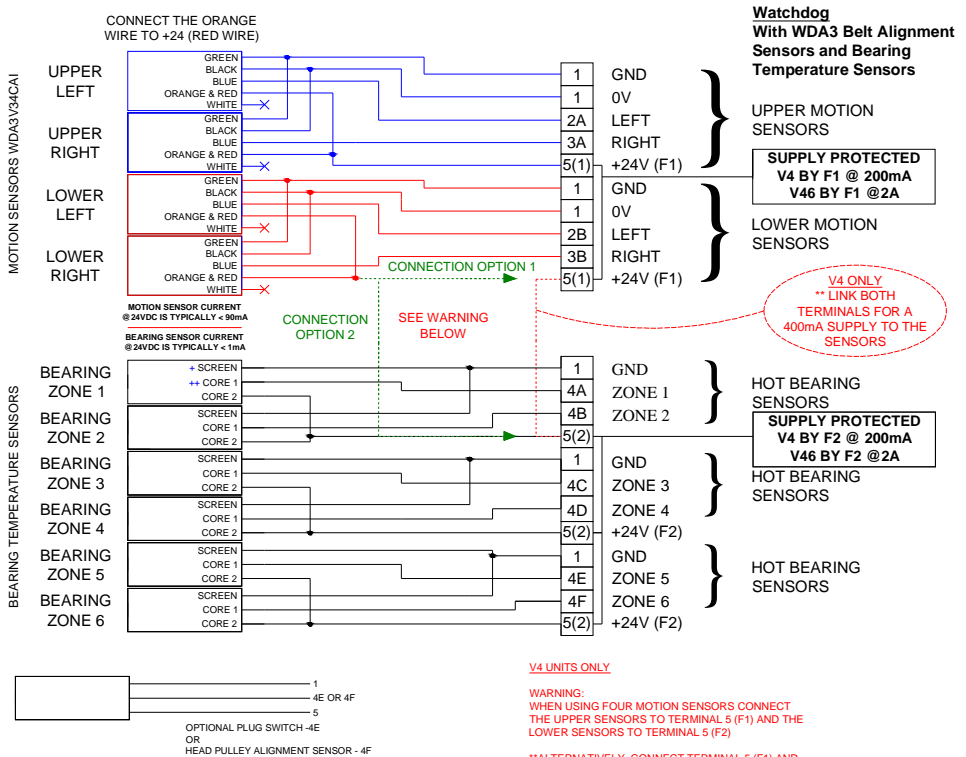 CONNECT THE ORANGE
WIRE TO +24 (RED WIRE)
Watchdog
With WDA3 Belt Alignment
Sensors and Bearing
Temperature Sensors
MOTION SENSORS WDA3V34CAI
UPPER
LEFT
GREEN
BLACK
BLUE
ORANGE & RED
WHITE
UPPER
RIGHT
GREEN
BLACK
BLUE
ORANGE & RED
WHITE
LOWER
LEFT
GREEN
BLACK
BLUE
ORANGE & RED
WHITE
LOWER
RIGHT
GREEN
BLACK
BLUE
ORANGE & RED
WHITE
1 GND
1 0V
2A LEFT
3A RIGHT
5(1) +24V (F1)
1 GND
1 0V
2B LEFT
3B RIGHT
5(1) +24V (F1)
UPPER MOTION
SENSORS
SUPPLY PROTECTED
V4 BY F1 @ 200mA
V46 BY F1 @2A
LOWER MOTION
SENSORS
CONNECTION OPTION 1
CONNECTION
OPTION 2
SEE WARNING
BELOW
V4 ONLY
** LINK BOTH
TERMINALS FOR A
400mA SUPPLY TO THE
SENSORS
MOTION SENSOR CURRENT
@24VDC IS TYPICALLY < 90mA
BEARING SENSOR CURRENT
@24VDC IS TYPICALLY < 1mA
BEARING TEMPERATURE SENSORS
BEARING
ZONE 1
+ SCREEN
++ CORE 1
CORE 2
BEARING
ZONE 2
SCREEN
CORE 1
CORE 2
BEARING
ZONE 3
SCREEN
CORE 1
CORE 2
BEARING
ZONE 4
SCREEN
CORE 1
CORE 2
BEARING
ZONE 5
SCREEN
CORE 1
CORE 2
BEARING
ZONE 6
SCREEN
CORE 1
CORE 2
1 GND
4A ZONE 1
4B ZONE 2
5(2)
1 GND
4C ZONE 3
4D ZONE 4
5(2) +24V (F2)
1 GND
4E ZONE 5
4F ZONE 6
5(2) +24V (F2)
HOT BEARING
SENSORS
SUPPLY PROTECTED
V4 BY F2 @ 200mA
V46 BY F2 @2A
HOT BEARING
SENSORS
HOT BEARING
SENSORS
1
4E OR 4F
5
OPTIONAL PLUG SWITCH -4E
OR
HEAD PULLEY ALIGNMENT SENSOR - 4F
V4 UNITS ONLY
WARNING:
WHEN USING FOUR MOTION SENSORS CONNECT
THE UPPER SENSORS TO TERMINAL 5 (F1) AND THE
LOWER SENSORS TO TERMINAL 5 (F2)
**ALTERNATIVELY, CONNECT TERMINAL 5 (F1) AND